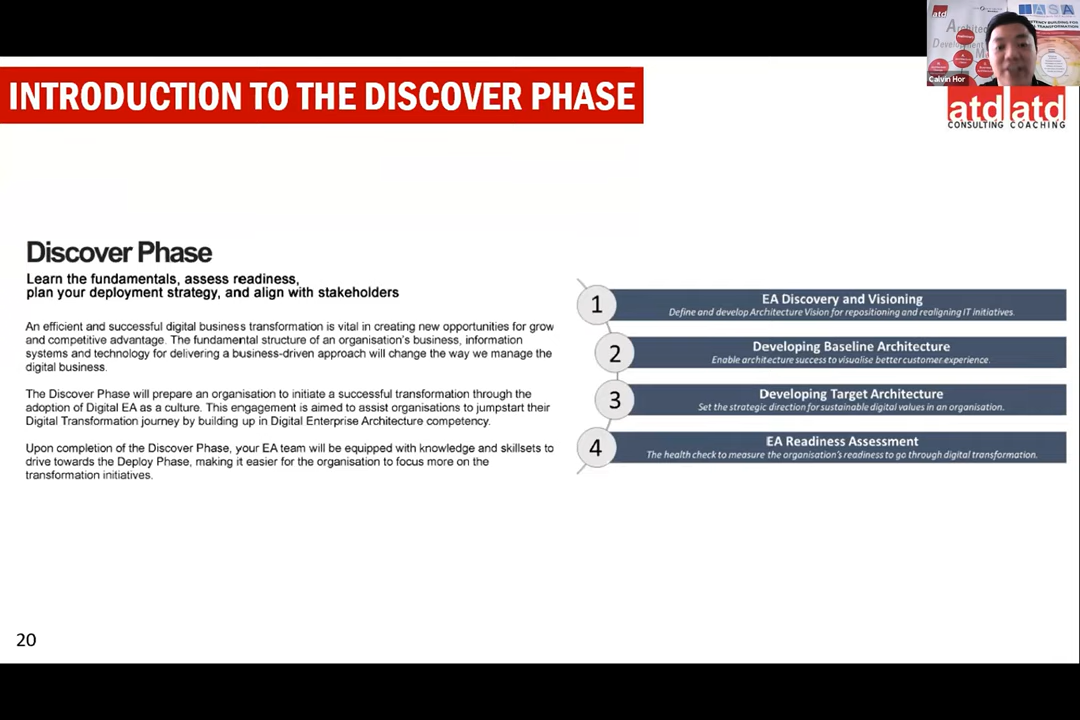 INTRODUCTION TO THE DISCOVER PHASE
atd
Calvin Hor
atd atd
CONSULTING COACHING
Discover Phase
Learn the fundamentals, assess readiness,
plan your deployment strategy, and align with stakeholders
An efficient and successful digital business transformation is vital in creating new opportunities for grow
and competitive advantage. The fundamental structure of an organisation's business, information
systems and technology for delivering a business-driven approach will change the way we manage the
digital business.
The Discover Phase will prepare an organisation to initiate a successful transformation through the
adoption of Digital EA as a culture. This engagement is aimed to assist organisations to jumpstart their
Digital Transformation journey by building up in Digital Enterprise Architecture competency.
Upon completion of the Discover Phase, your EA team will be equipped with knowledge and skillsets to
drive towards the Deploy Phase, making it easier for the organisation to focus more on the
transformation initiatives.
1
EA Discovery and Visioning
Define and develop Architecture Vision for repositioning and realigning IT initiatives.
2
Developing Baseline Architecture
Enable architecture success to visualise better customer experience.
3
Developing Target Architecture
Set the strategic direction for sustainable digital values in an organisation.
4
EA Readiness Assessment
The health check to measure the organisation's readiness to go through digital transformation.
20